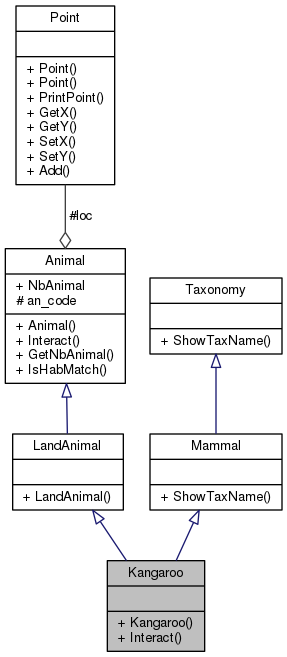 Point
+ Point()
+ Point()
+ PrintPoint()
+ GetX()
+ GetY()
+ SetX()
+ SetY()
+ Add()
#loc
Animal
+ NbAnimal
# an_code
+ Animal()
+ Interact()
+ GetNbAnimal()
+ IsHabMatch()
Taxonomy
+ ShowTaxName()
LandAnimal
+ LandAnimal()
Mammal
+ ShowTaxName()
Kangaroo
+ Kangaroo()
+ Interact()